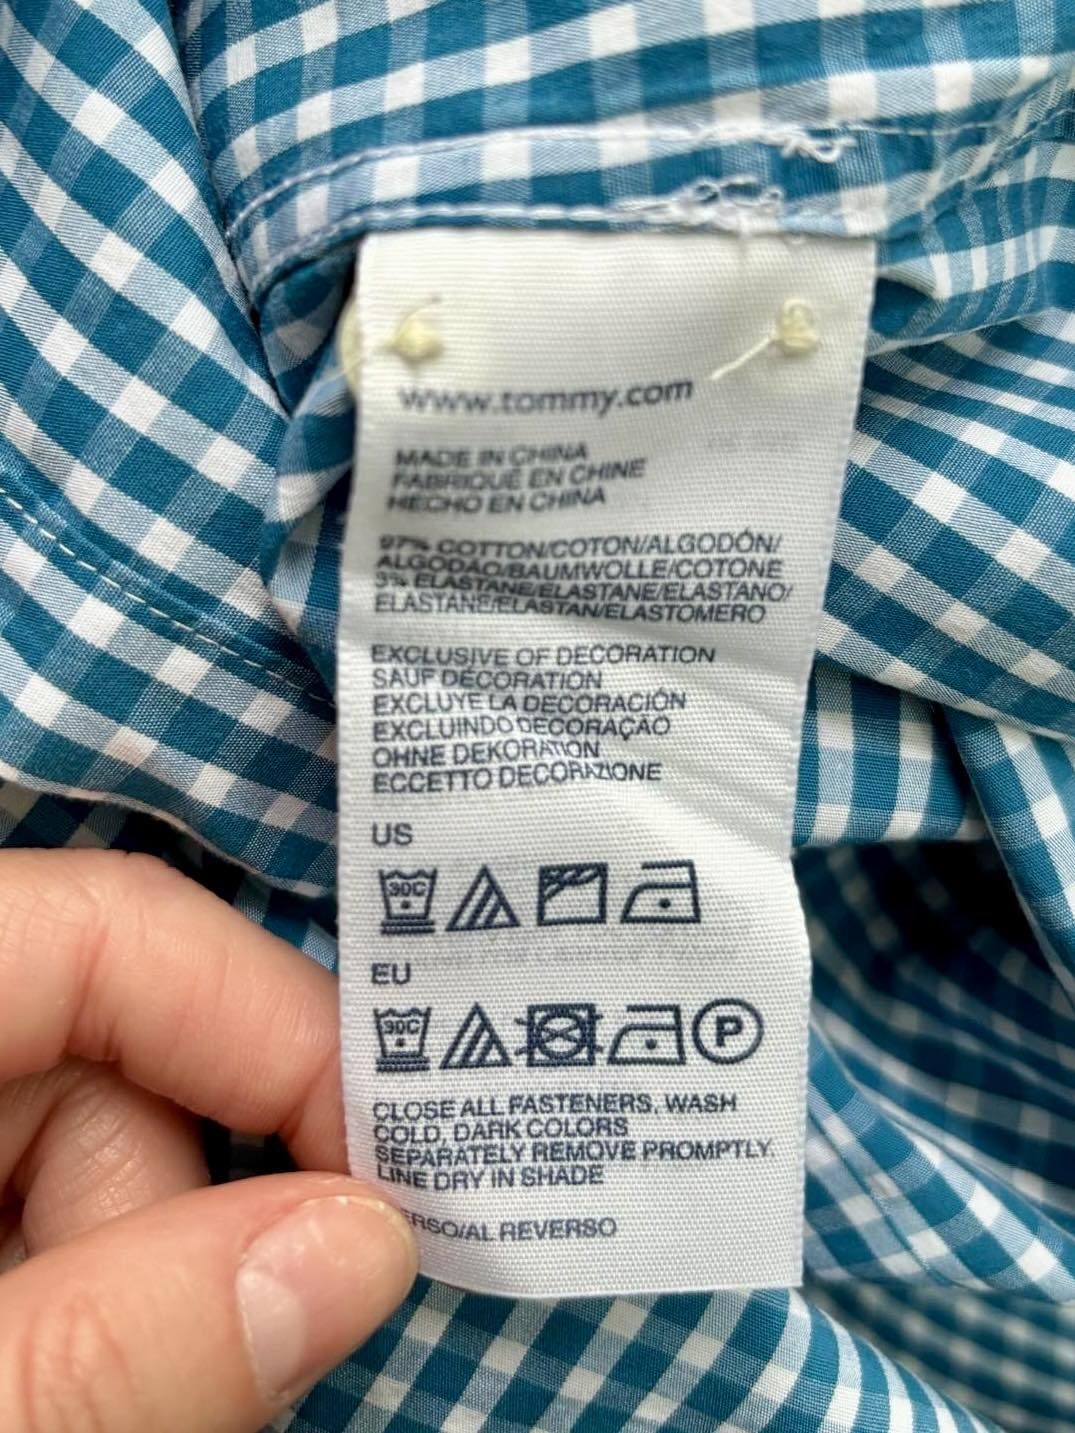 www.tommy.com
MADE IN CHINA
FABRIQUÉ EN CHINE
HECHO EN CHINA
97% COTTON/COTON/ALGODÓN/
ALGODAO/BAUMWOLLE/COTONE
3% ELASTANE/ELASTANE/ELASTANO/
ELASTANE/ELASTAN/ELASTOMERO
EXCLUSIVE OF DECORATION
SAUF DÉCORATION
EXCLUYE LA DECORACIÓN
EXCLUINDO DECORAÇÃO
OHNE DEKORATION
ECCETTO DECORAZIONE
US
30C
EU
30C P
CLOSE ALL FASTENERS, WASH
COLD, DARK COLORS
SEPARATELY REMOVE PROMPTLY,
LINE DRY IN SHADE
ERSO/AL REVERSO